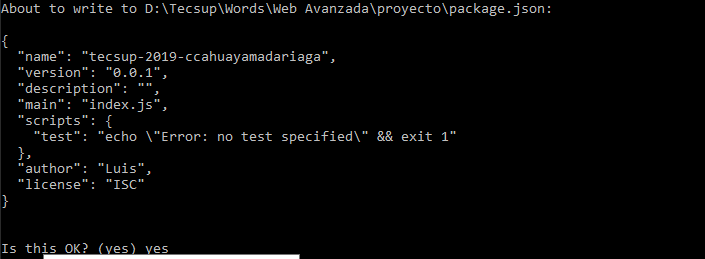 About to write to D:\Tecsup\Words\Web Avanzada\proyecto\package.json:
{
  "name": "tecsup-2019-ccahuayamadariaga",
  "version": "0.0.1",
  "description": "",
  "main": "index.js",
  "scripts": {
    "test": "echo \"Error: no test specified\" && exit 1"
  },
  "author": "Luis",
  "license": "ISC"
}
Is this OK? (yes) yes